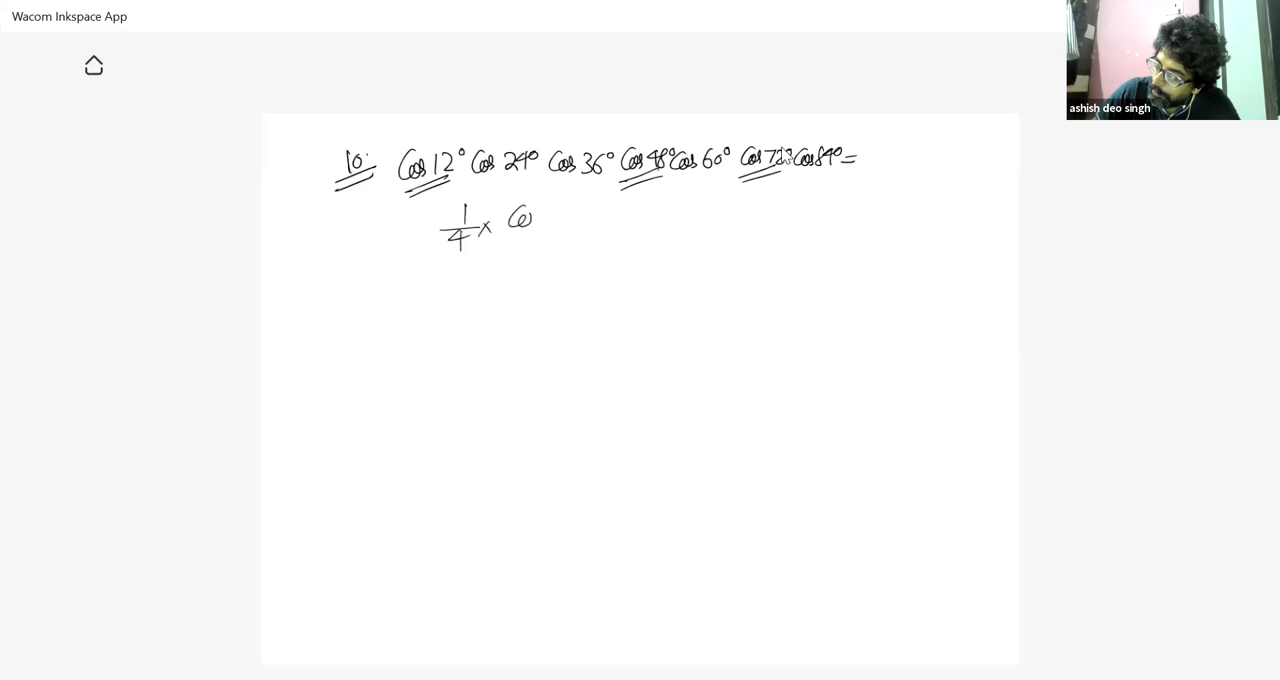 Wacom Inkspace App
ashish deo singh
10. Cos 12° Cos 24° Cos 36° Cos 48° Cos 60° Cos 72° Cos 84° =
1/4 × Co